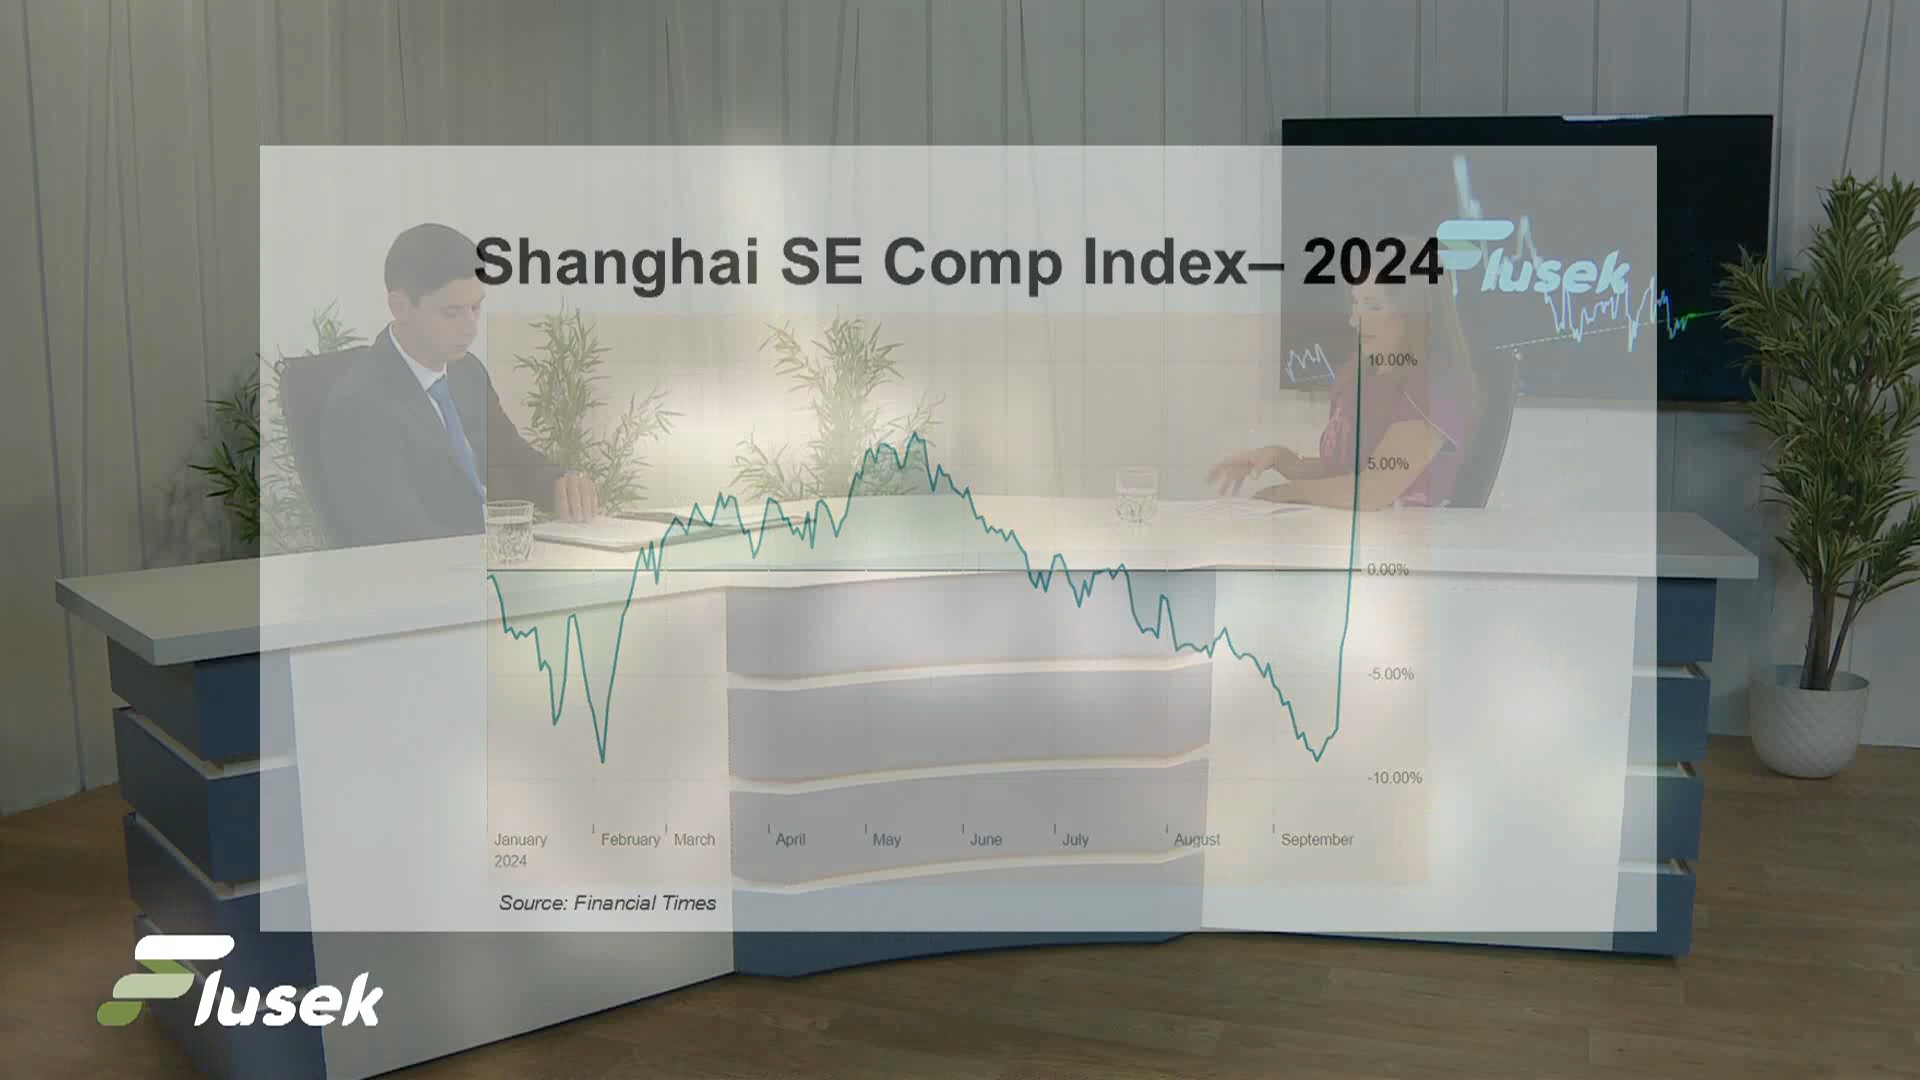 Shanghai SE Comp Index– 2024
lusek
10.00%
5.00%
0.00%
-5.00%
-10.00%
January February March April May June July August September
2024
Source: Financial Times
Flusek